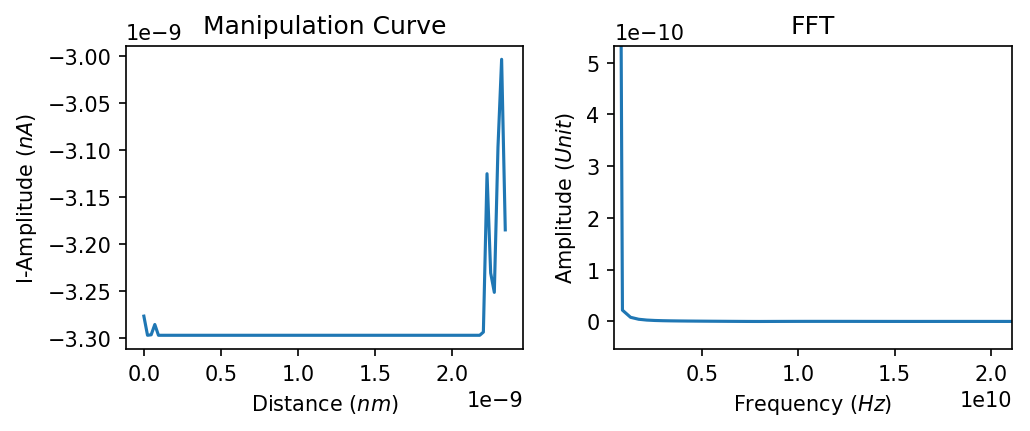 Manipulation Curve
1e−9
−3.00
−3.05
−3.10
−3.15
−3.20
−3.25
−3.30
I-Amplitude (nA)
0.0 0.5 1.0 1.5 2.0
Distance (nm)
1e−9
FFT
1e−10
5
4
3
2
1
0
Amplitude (Unit)
0.5 1.0 1.5 2.0
Frequency (Hz)
1e10